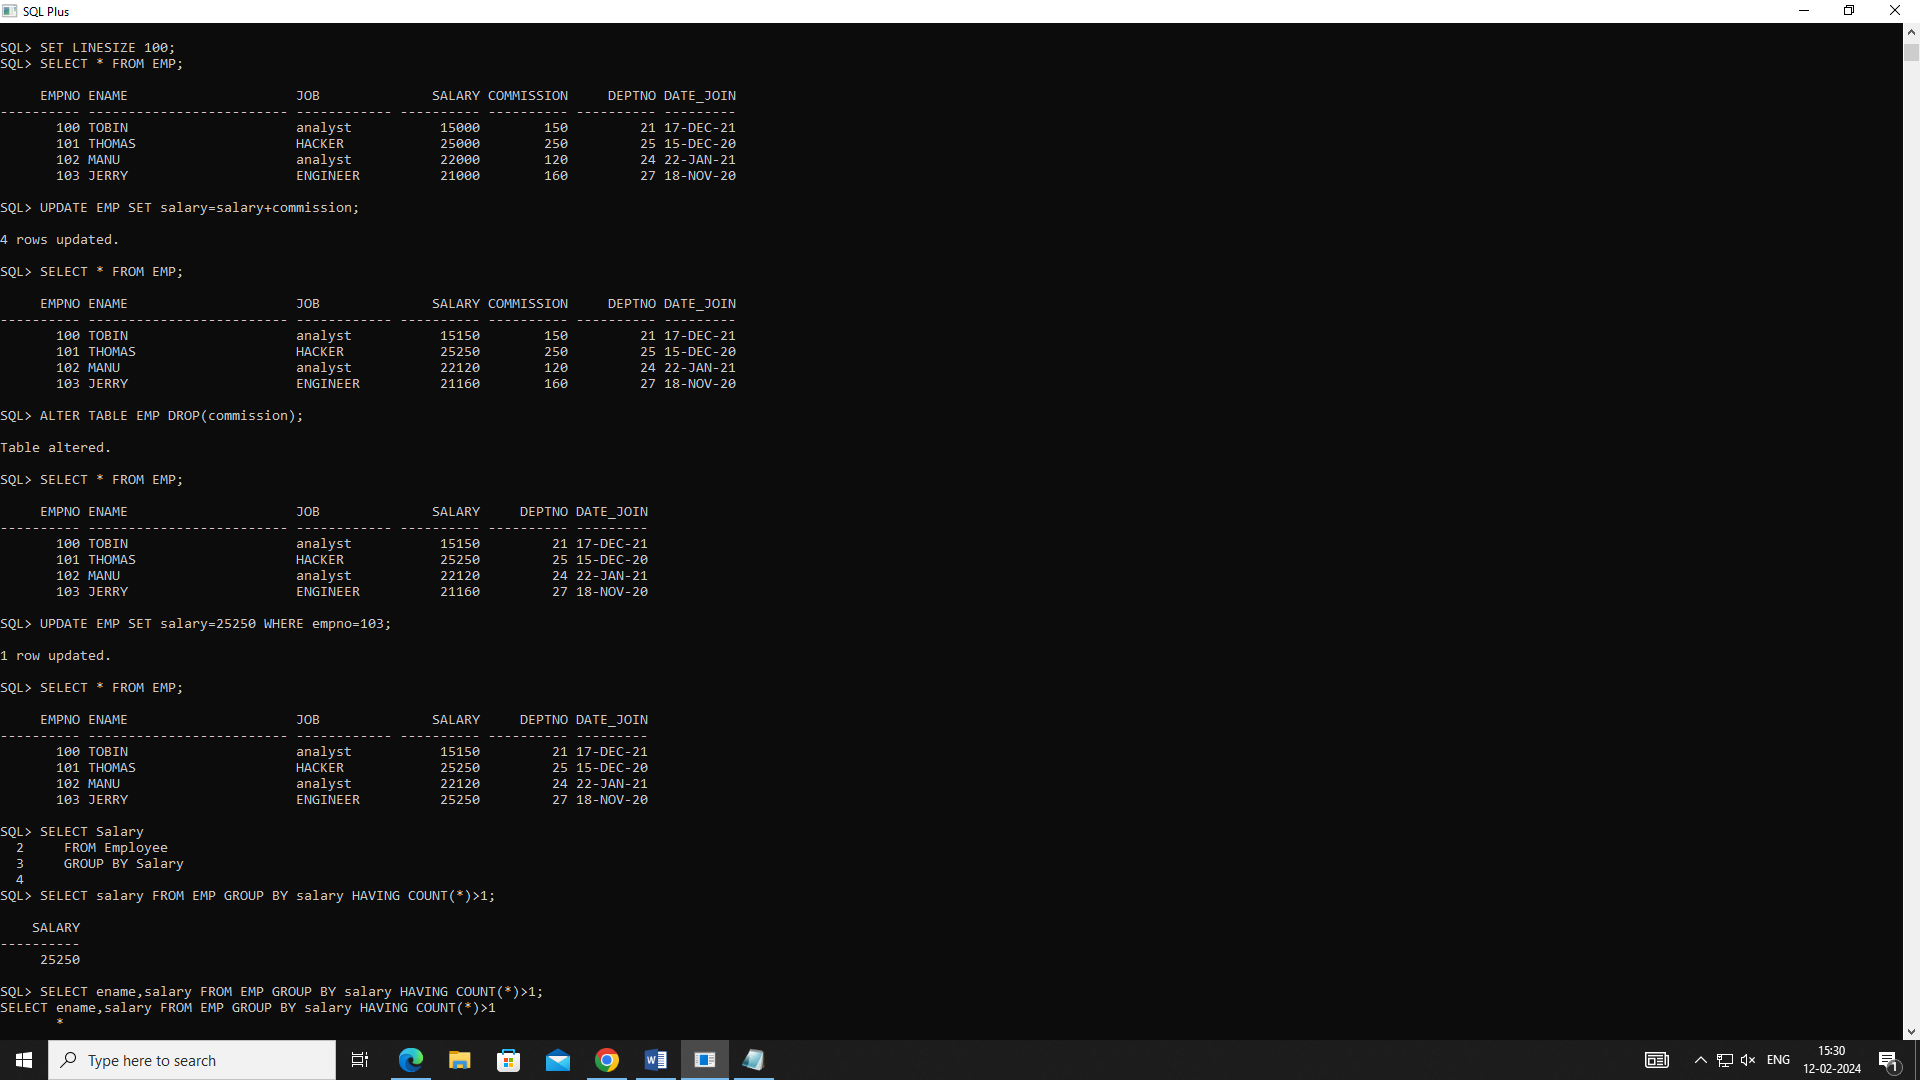 SQL Plus
SQL> SET LINESIZE 100;
SQL> SELECT * FROM EMP;
     EMPNO ENAME                     JOB              SALARY COMMISSION     DEPTNO DATE_JOIN
---------- ------------------------- ------------ ---------- ---------- ---------- ---------
       100 TOBIN                     analyst           15000        150         21 17-DEC-21
       101 THOMAS                    HACKER            25000        250         25 15-DEC-20
       102 MANU                      analyst           22000        120         24 22-JAN-21
       103 JERRY                     ENGINEER          21000        160         27 18-NOV-20
SQL> UPDATE EMP SET salary=salary+commission;
4 rows updated.
SQL> SELECT * FROM EMP;
     EMPNO ENAME                     JOB              SALARY COMMISSION     DEPTNO DATE_JOIN
---------- ------------------------- ------------ ---------- ---------- ---------- ---------
       100 TOBIN                     analyst           15150        150         21 17-DEC-21
       101 THOMAS                    HACKER            25250        250         25 15-DEC-20
       102 MANU                      analyst           22120        120         24 22-JAN-21
       103 JERRY                     ENGINEER          21160        160         27 18-NOV-20
SQL> ALTER TABLE EMP DROP(commission);
Table altered.
SQL> SELECT * FROM EMP;
     EMPNO ENAME                     JOB              SALARY     DEPTNO DATE_JOIN
---------- ------------------------- ------------ ---------- ---------- ---------
       100 TOBIN                     analyst           15150         21 17-DEC-21
       101 THOMAS                    HACKER            25250         25 15-DEC-20
       102 MANU                      analyst           22120         24 22-JAN-21
       103 JERRY                     ENGINEER          21160         27 18-NOV-20
SQL> UPDATE EMP SET salary=25250 WHERE empno=103;
1 row updated.
SQL> SELECT * FROM EMP;
     EMPNO ENAME                     JOB              SALARY     DEPTNO DATE_JOIN
---------- ------------------------- ------------ ---------- ---------- ---------
       100 TOBIN                     analyst           15150         21 17-DEC-21
       101 THOMAS                    HACKER            25250         25 15-DEC-20
       102 MANU                      analyst           22120         24 22-JAN-21
       103 JERRY                     ENGINEER          25250         27 18-NOV-20
SQL> SELECT Salary
  2     FROM Employee
  3     GROUP BY Salary
  4
SQL> SELECT salary FROM EMP GROUP BY salary HAVING COUNT(*)>1;
    SALARY
----------
     25250
SQL> SELECT ename,salary FROM EMP GROUP BY salary HAVING COUNT(*)>1;
SELECT ename,salary FROM EMP GROUP BY salary HAVING COUNT(*)>1
       *
Type here to search
ENG
15:30
12-02-2024
1